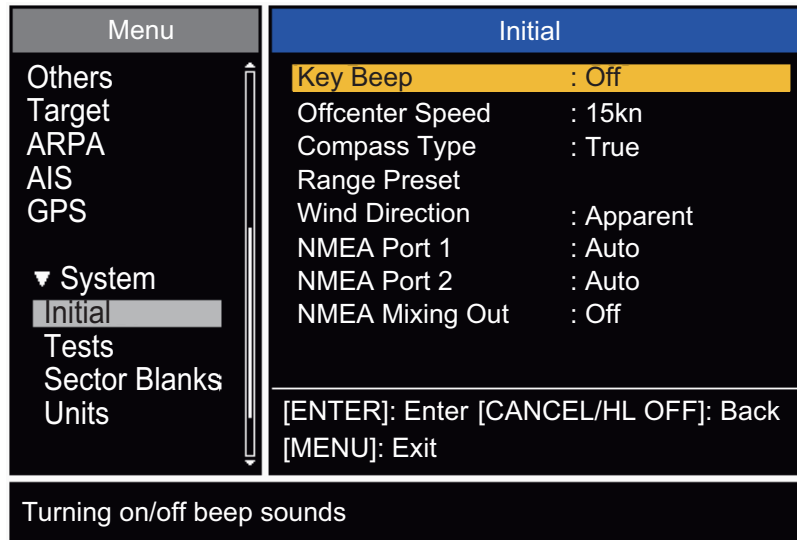 Menu
Others
Target
ARPA
AIS
GPS
▼ System
Initial
Tests
Sector Blanks
Units
Initial
Key Beep : Off
Offcenter Speed : 15kn
Compass Type : True
Range Preset
Wind Direction : Apparent
NMEA Port 1 : Auto
NMEA Port 2 : Auto
NMEA Mixing Out : Off
[ENTER]: Enter [CANCEL/HL OFF]: Back
[MENU]: Exit
Turning on/off beep sounds